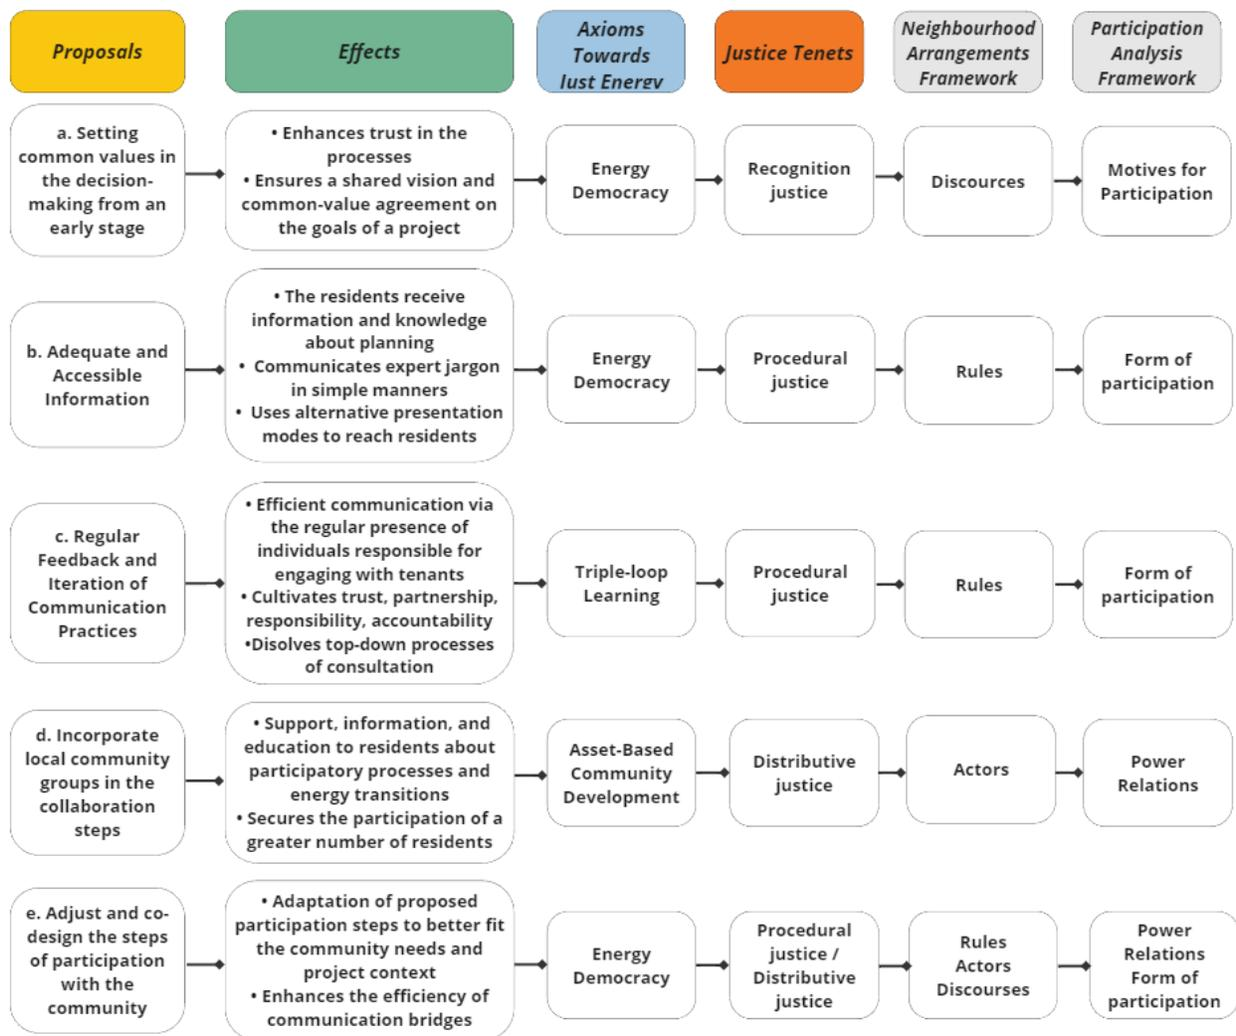 Proposals
Effects
Axioms
Towards
Just Energy
Justice Tenets
Neighbourhood
Arrangements
Framework
Participation
Analysis
Framework
a. Setting
common values in
the decision-
making from an
early stage
• Enhances trust in the
processes
• Ensures a shared vision and
common-value agreement on
the goals of a project
Energy
Democracy
Recognition
justice
Discources
Motives for
Participation
b. Adequate and
Accessible
Information
• The residents receive
information and knowledge
about planning
• Communicates expert jargon
in simple manners
• Uses alternative presentation
modes to reach residents
Energy
Democracy
Procedural
justice
Rules
Form of
participation
c. Regular
Feedback and
Iteration of
Communication
Practices
• Efficient communication via
the regular presence of
individuals responsible for
engaging with tenants
• Cultivates trust, partnership,
responsibility, accountability
•Disolves top-down processes
of consultation
Triple-loop
Learning
Procedural
justice
Rules
Form of
participation
d. Incorporate
local community
groups in the
collaboration
steps
• Support, information, and
education to residents about
participatory processes and
energy transitions
• Secures the participation of a
greater number of residents
Asset-Based
Community
Development
Distributive
justice
Actors
Power
Relations
e. Adjust and co-
design the steps
of participation
with the
community
• Adaptation of proposed
participation steps to better fit
the community needs and
project context
• Enhances the efficiency of
communication bridges
Energy
Democracy
Procedural
justice /
Distributive
justice
Rules
Actors
Discourses
Power
Relations
Form of
participation